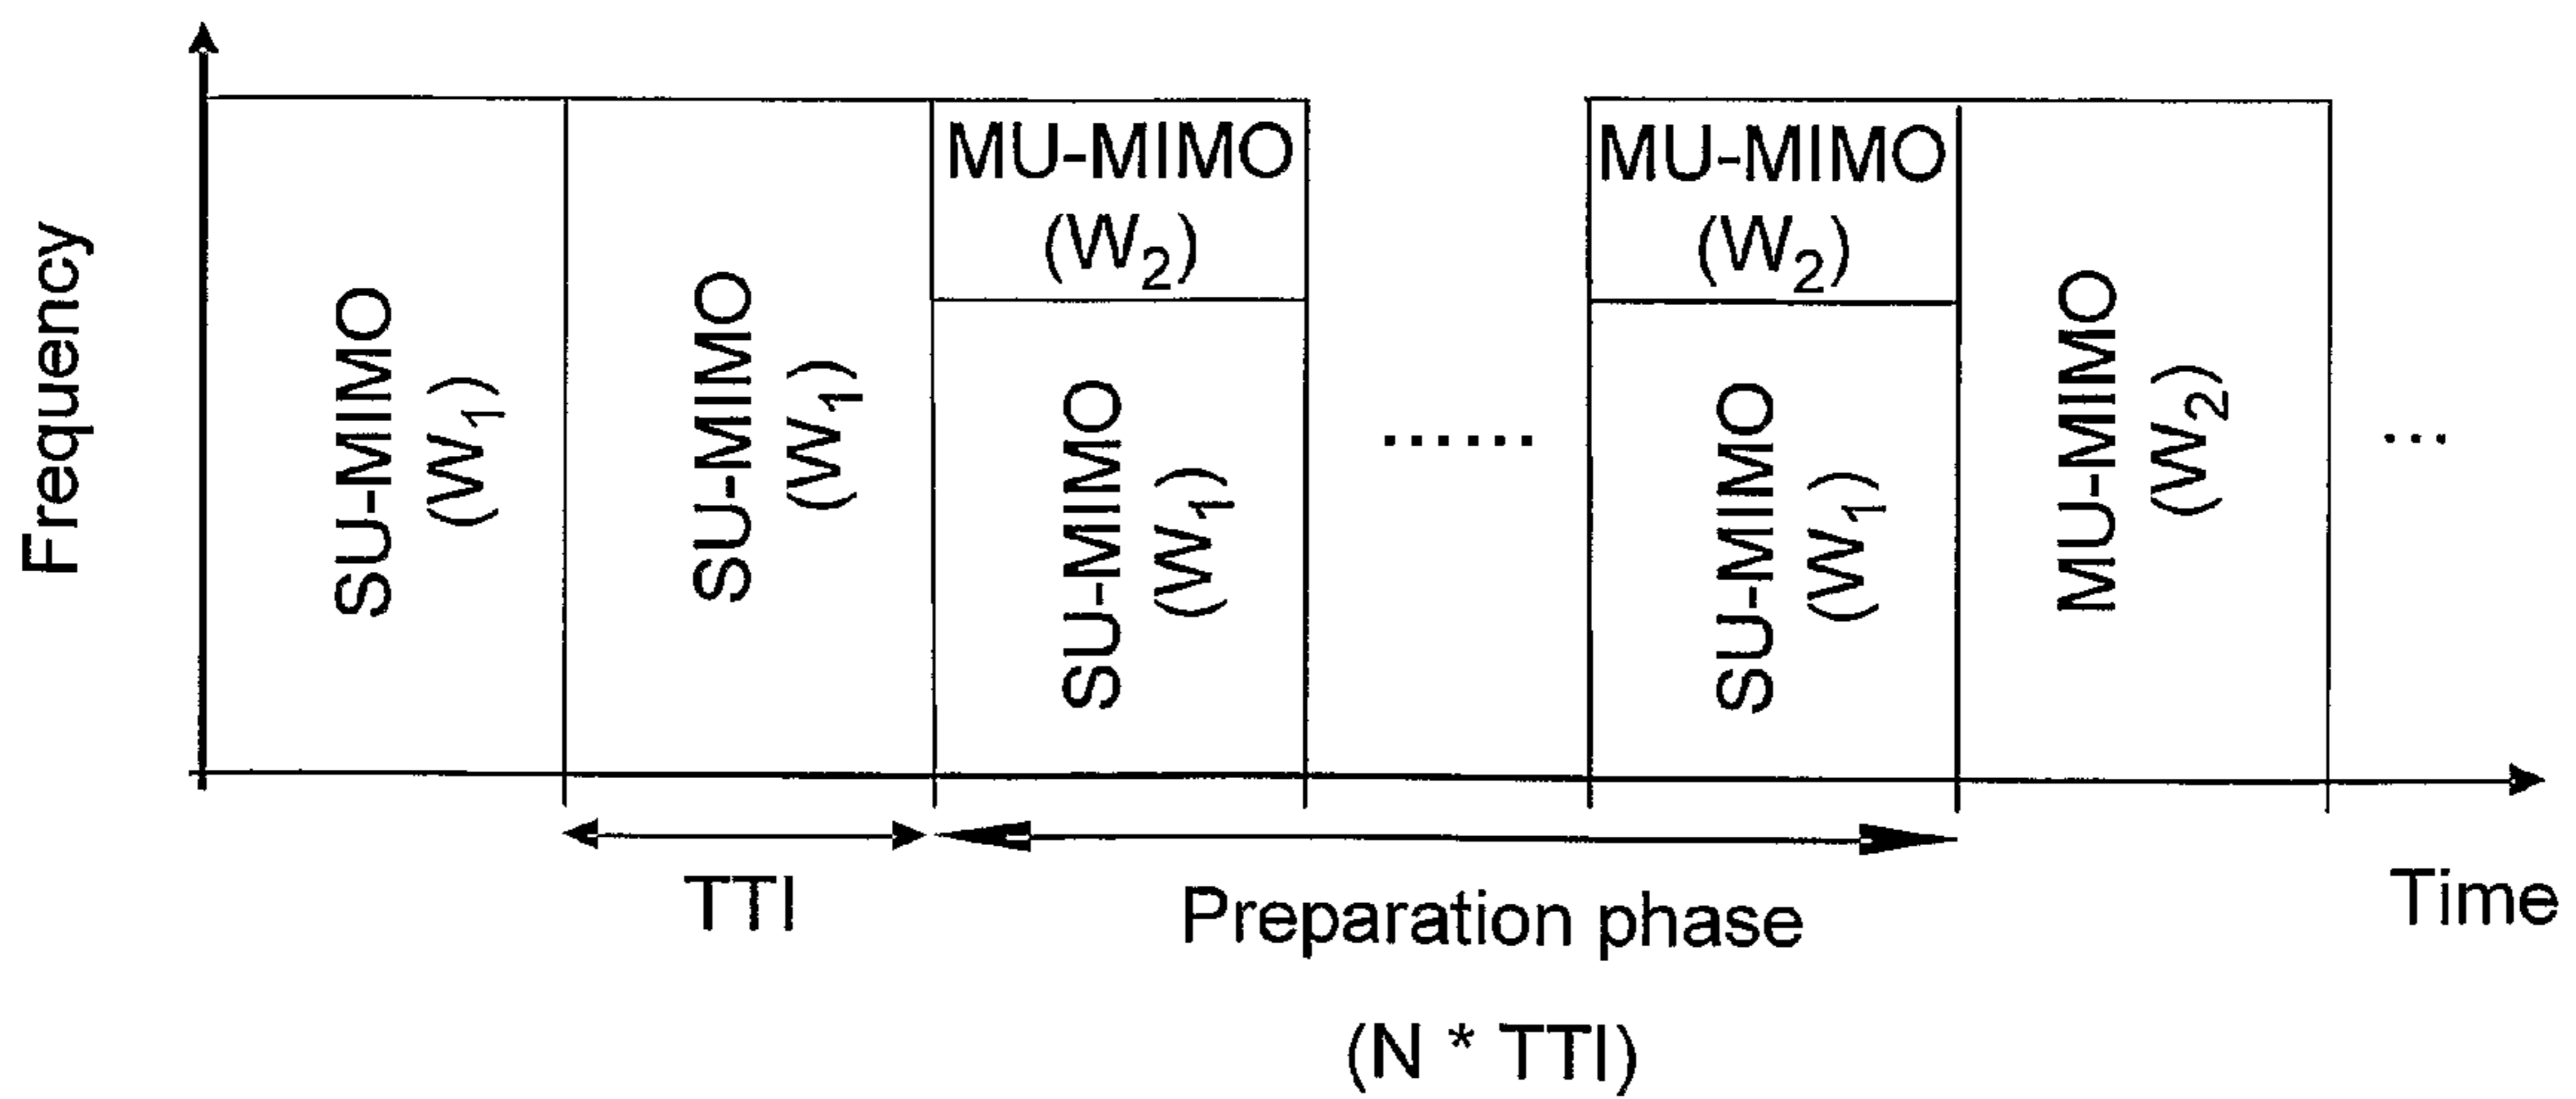 Frequency
SU-MIMO
(W₁)
SU-MIMO
(W₁)
MU-MIMO
(W₂)
SU-MIMO
(W₁)
.......
MU-MIMO
(W₂)
SU-MIMO
(W₁)
MU-MIMO
(W₂)
...
TTI
Preparation phase
(N * TTI)
Time